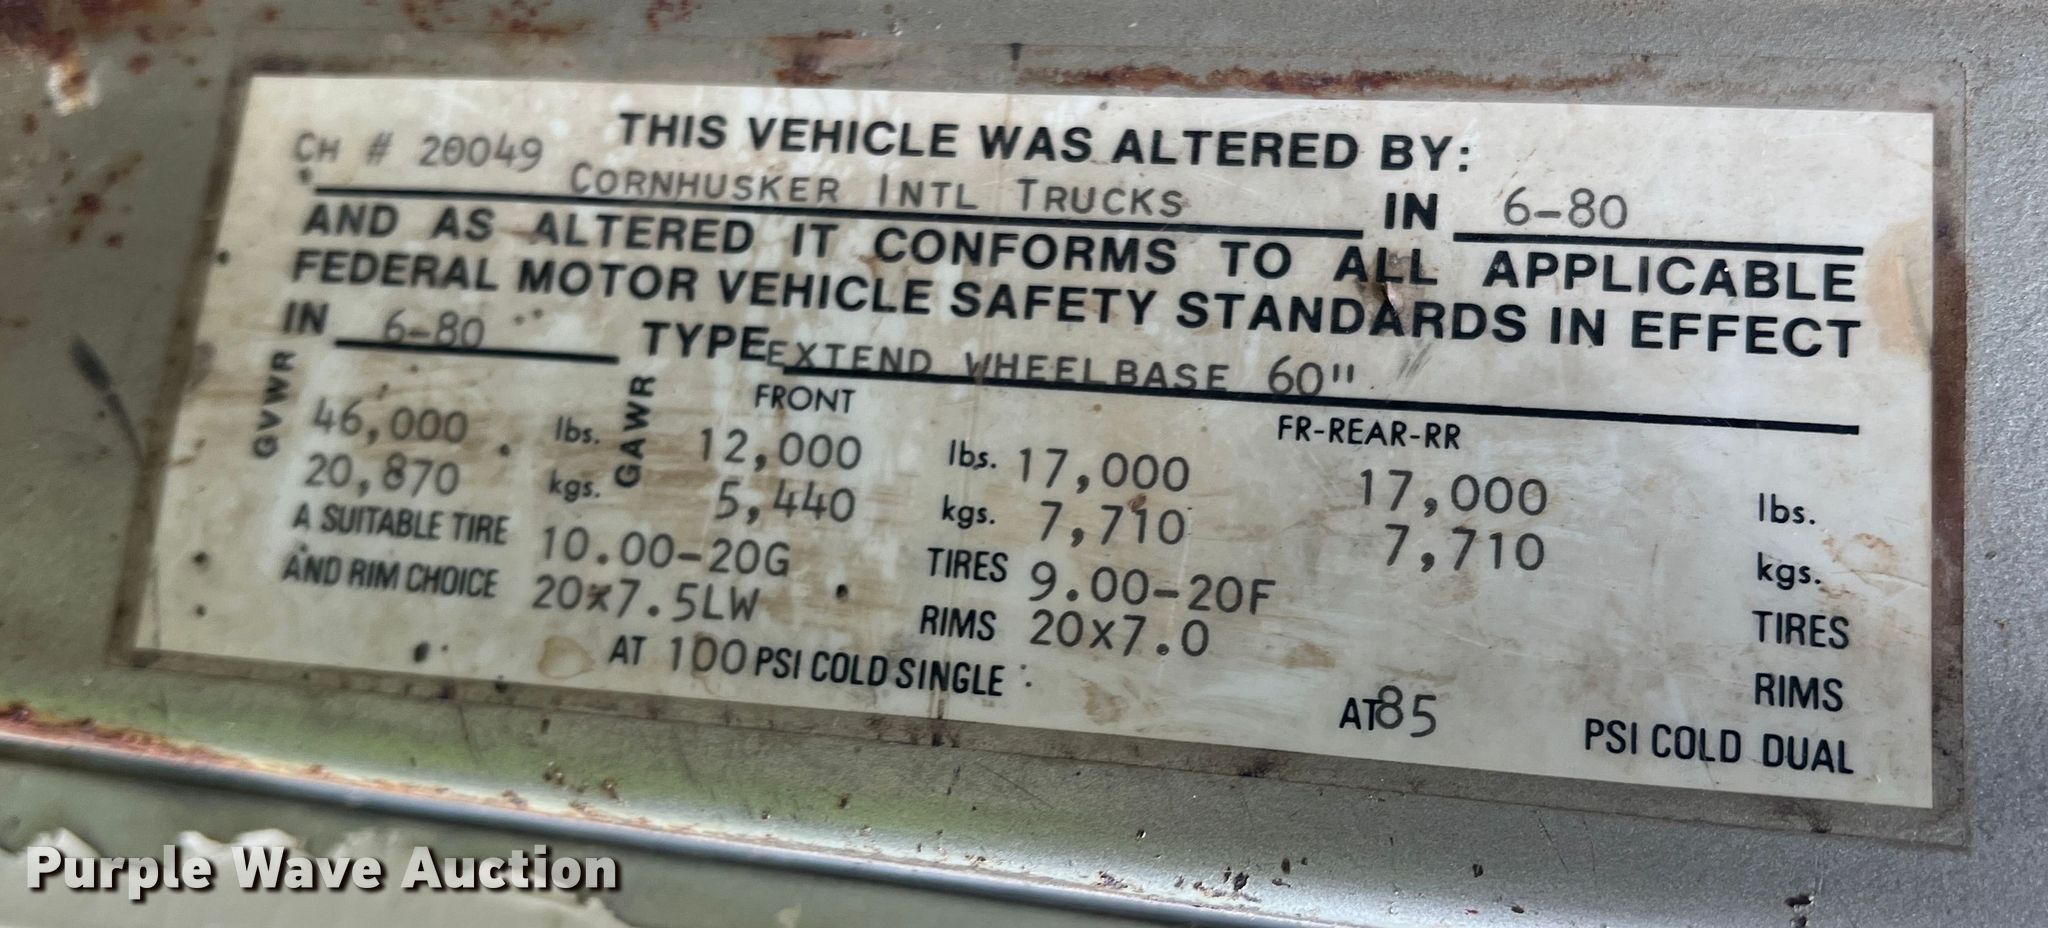 THIS VEHICLE WAS ALTERED BY:
CH # 20049 CORNHUSKER INTL TRUCKS IN 6-80
AND AS ALTERED IT CONFORMS TO ALL APPLICABLE
FEDERAL MOTOR VEHICLE SAFETY STANDARDS IN EFFECT
IN 6-80 TYPE EXTEND WHEELBASE 60"
GVWR GAWR FRONT FR-REAR-RR
46,000 lbs. 12,000 lbs. 17,000 17,000 lbs.
20,870 kgs. 5,440 kgs. 7,710 7,710 kgs.
A SUITABLE TIRE 10.00-20G TIRES 9.00-20F TIRES
AND RIM CHOICE 20x7.5LW RIMS 20x7.0 RIMS
AT 100 PSI COLD SINGLE AT 85 PSI COLD DUAL
Purple Wave Auction